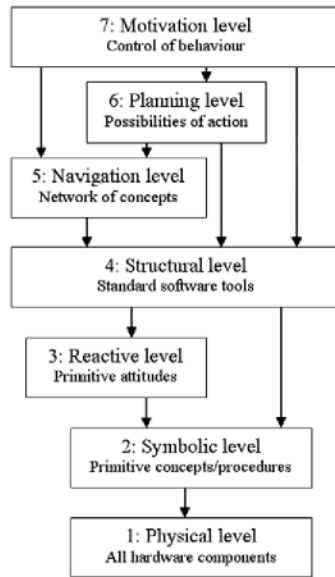 7: Motivation level
Control of behaviour
6: Planning level
Possibilities of action
5: Navigation level
Network of concepts
4: Structural level
Standard software tools
3: Reactive level
Primitive attitudes
2: Symbolic level
Primitive concepts/procedures
1: Physical level
All hardware components